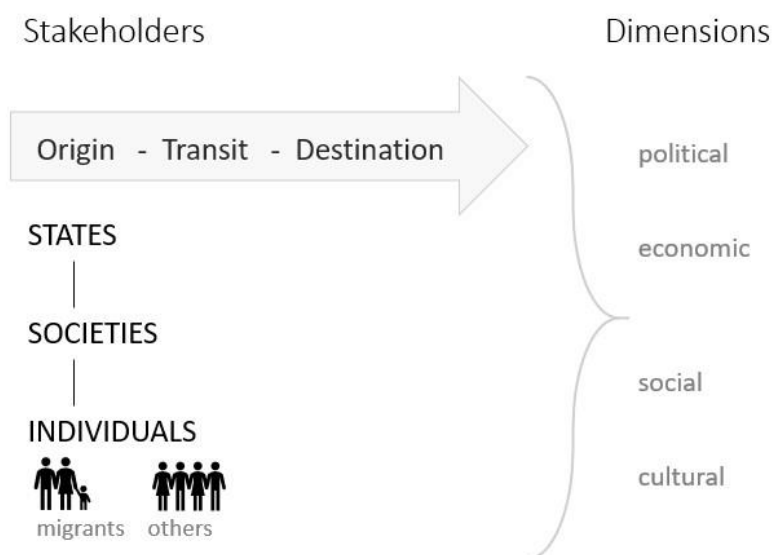 Stakeholders
Dimensions
Origin - Transit - Destination
political
STATES
economic
SOCIETIES
social
INDIVIDUALS
cultural
migrants others